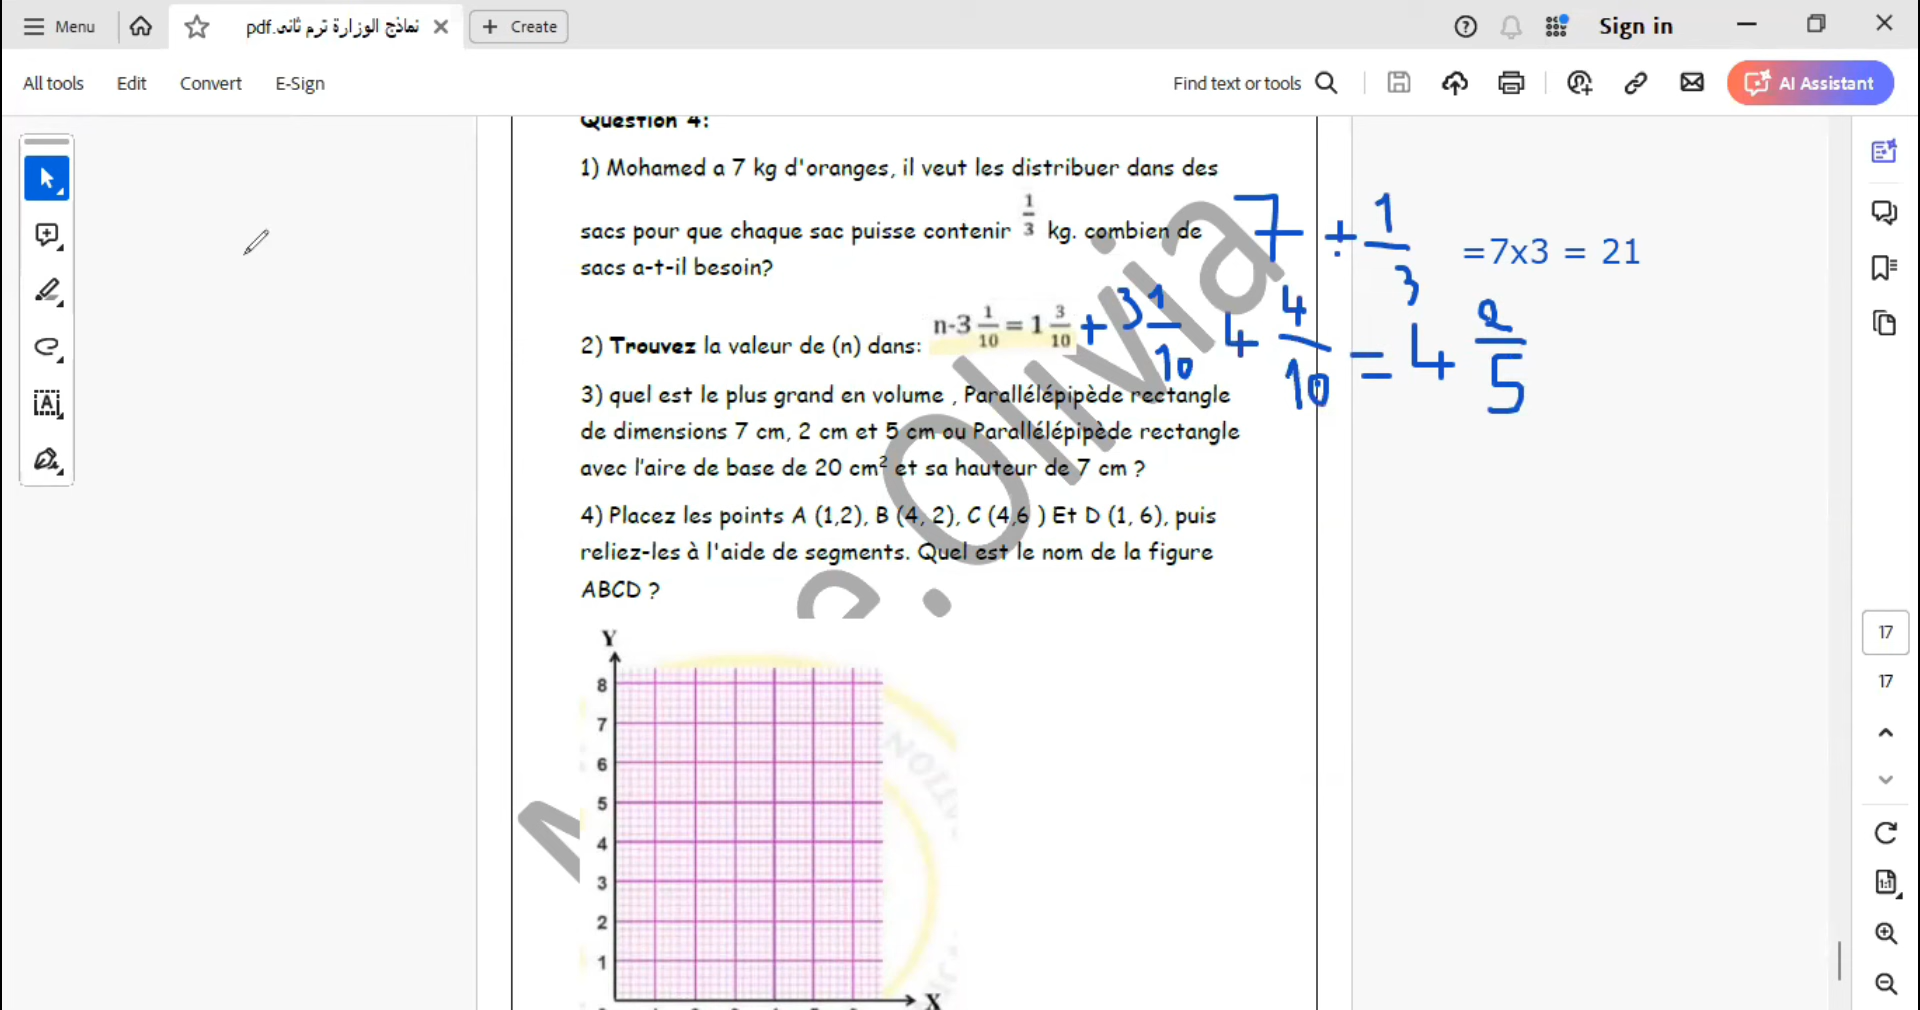 Menu
نماذج الوزارة ترم ثانى.pdf
Create
Sign in
All tools Edit Convert E-Sign
Find text or tools
AI Assistant
Question 4:
1) Mohamed a 7 kg d'oranges, il veut les distribuer dans des
sacs pour que chaque sac puisse contenir 1/3 kg. combien de
sacs a-t-il besoin?
7 ÷ 1/3 =7x3 = 21
2) Trouvez la valeur de (n) dans: n-3 1/10 = 1 3/10 + 3 1/10 4 4/10 = 4 2/5
3) quel est le plus grand en volume , Parallélépipède rectangle
de dimensions 7 cm, 2 cm et 5 cm ou Parallélépipède rectangle
avec l'aire de base de 20 cm² et sa hauteur de 7 cm ?
4) Placez les points A (1,2), B (4, 2), C (4,6 ) Et D (1, 6), puis
reliez-les à l'aide de segments. Quel est le nom de la figure
ABCD ?
Y
8
7
6
5
4
3
2
1
X
.Olivia
17
17